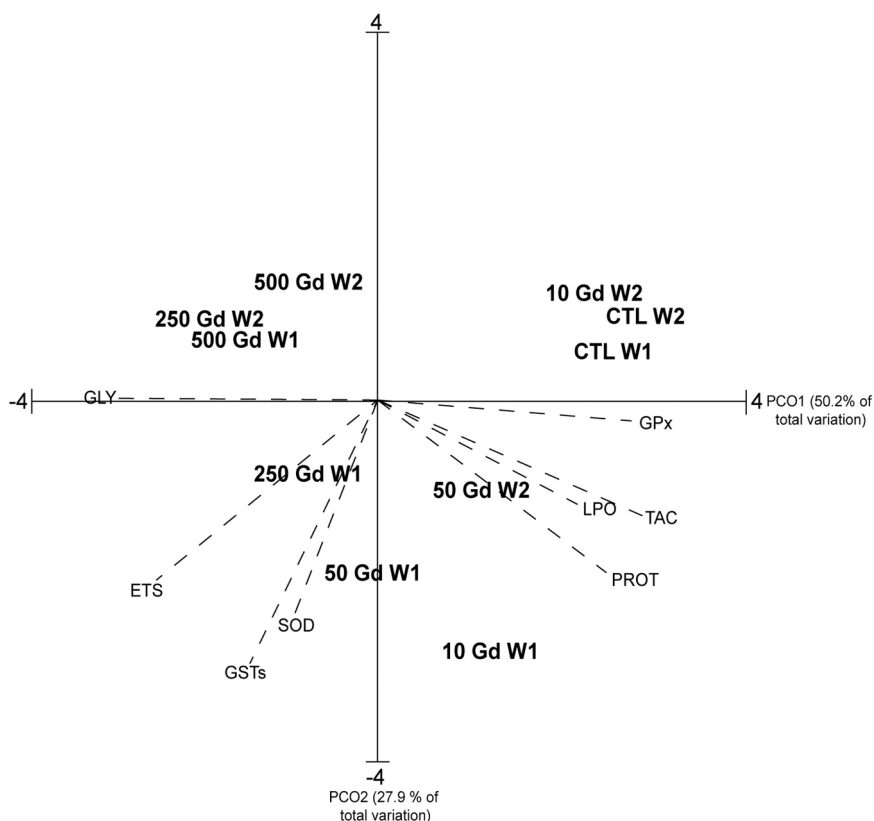 4
500 Gd W2
10 Gd W2
250 Gd W2
CTL W2
500 Gd W1
CTL W1
-4
GLY
4 PCO1 (50.2% of
total variation)
GPx
250 Gd W1
50 Gd W2
LPO
TAC
50 Gd W1
PROT
ETS
SOD
10 Gd W1
GSTs
-4
PCO2 (27.9 % of
total variation)